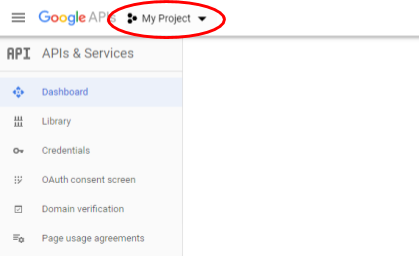 Google APIs My Project
API APIs & Services
Dashboard
Library
Credentials
OAuth consent screen
Domain verification
Page usage agreements